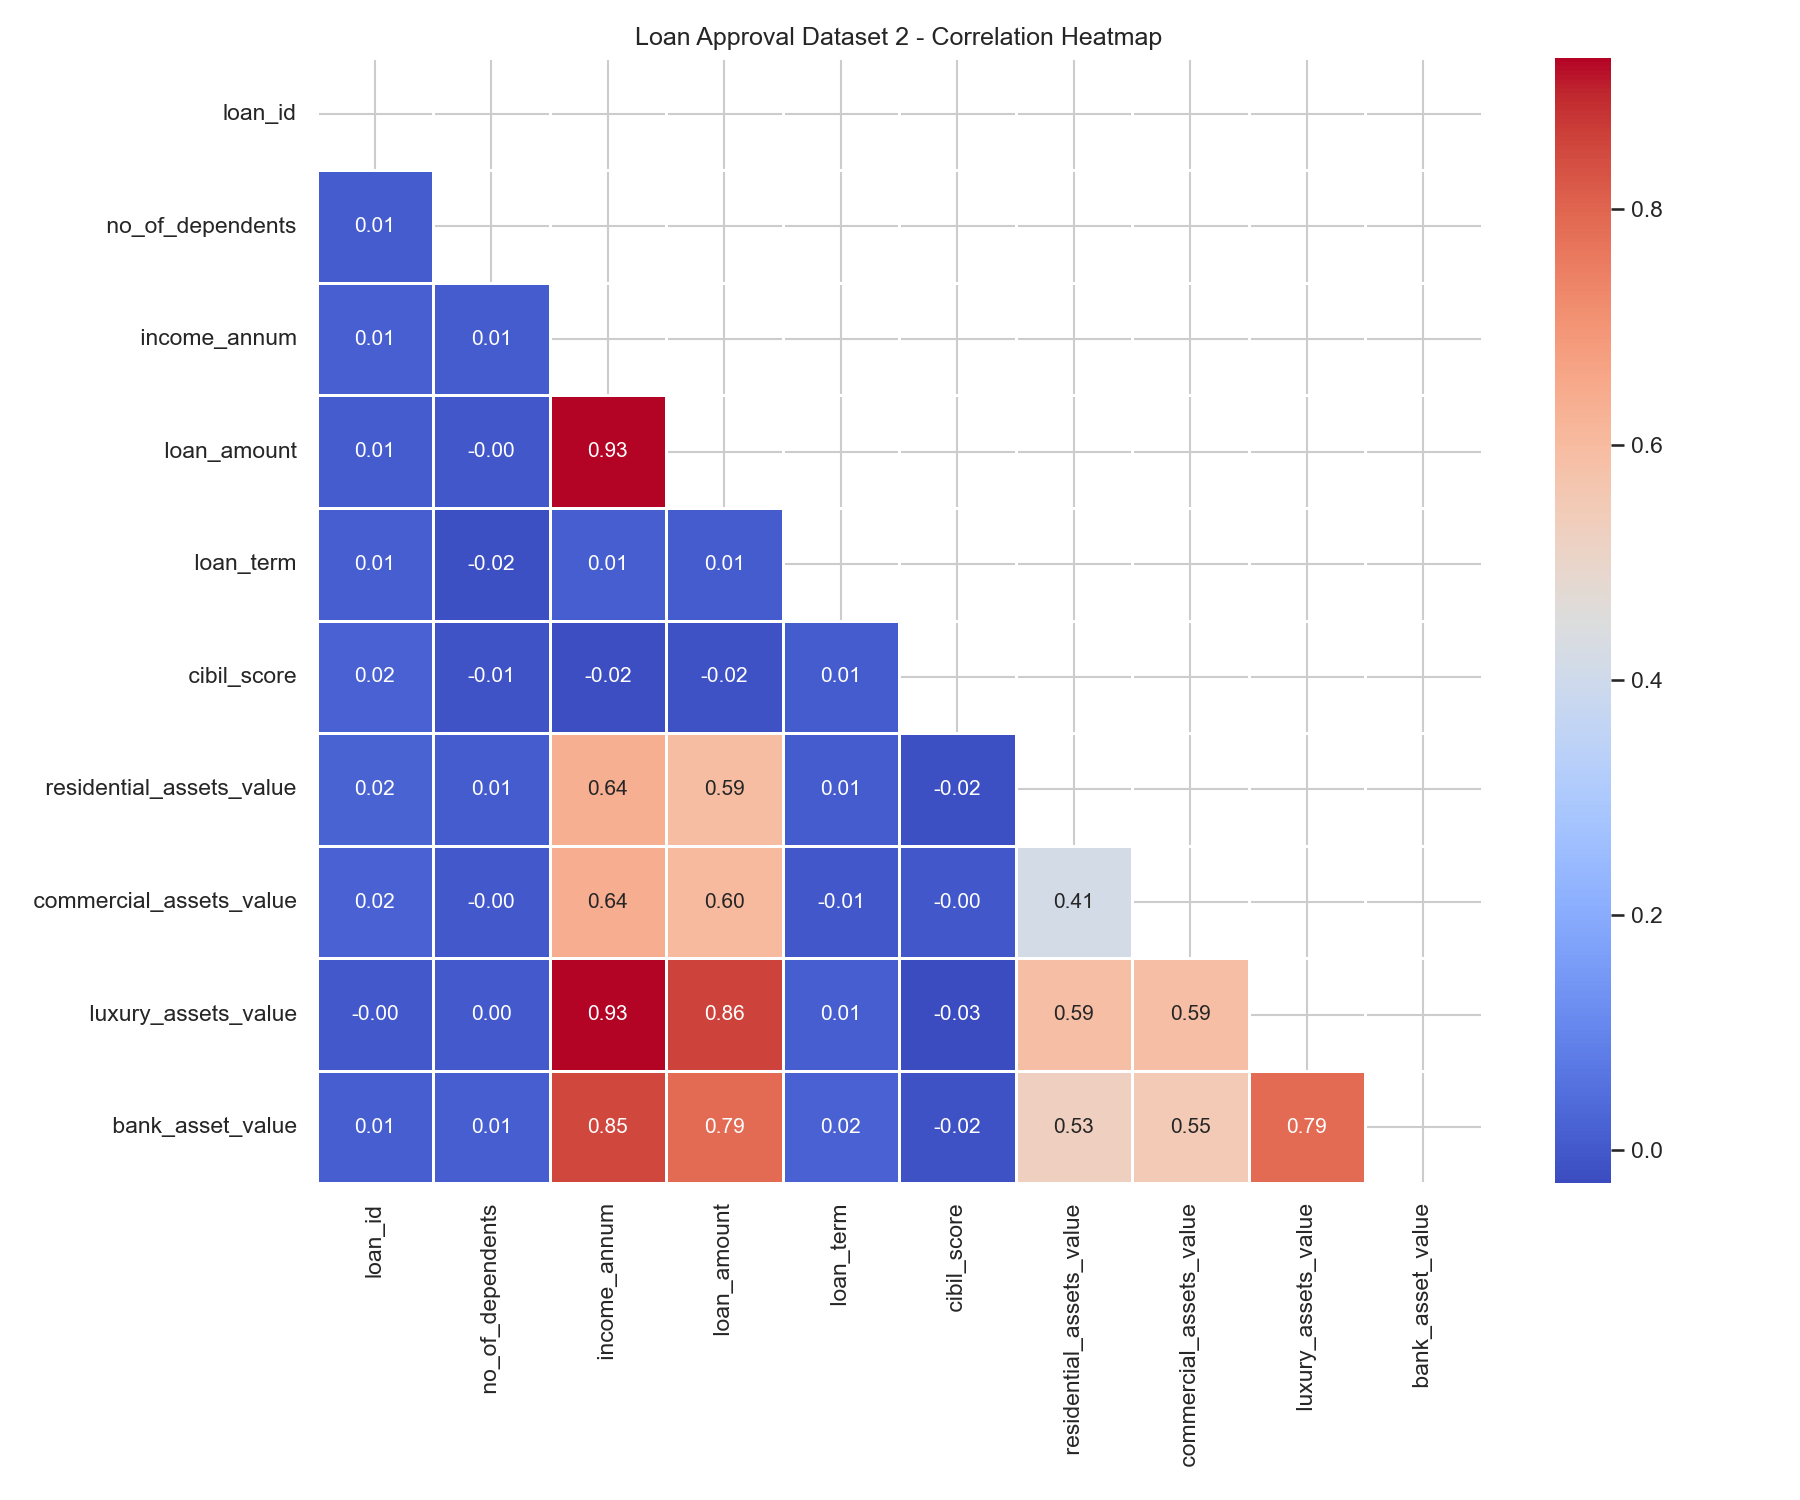 Loan Approval Dataset 2 - Correlation Heatmap
loan_id
no_of_dependents 0.01
income_annum 0.01 0.01
loan_amount 0.01 -0.00 0.93
loan_term 0.01 -0.02 0.01 0.01
cibil_score 0.02 -0.01 -0.02 -0.02 0.01
residential_assets_value 0.02 0.01 0.64 0.59 0.01 -0.02
commercial_assets_value 0.02 -0.00 0.64 0.60 -0.01 -0.00 0.41
luxury_assets_value -0.00 0.00 0.93 0.86 0.01 -0.03 0.59 0.59
bank_asset_value 0.01 0.01 0.85 0.79 0.02 -0.02 0.53 0.55 0.79
loan_id
no_of_dependents
income_annum
loan_amount
loan_term
cibil_score
residential_assets_value
commercial_assets_value
luxury_assets_value
bank_asset_value
0.8
0.6
0.4
0.2
0.0